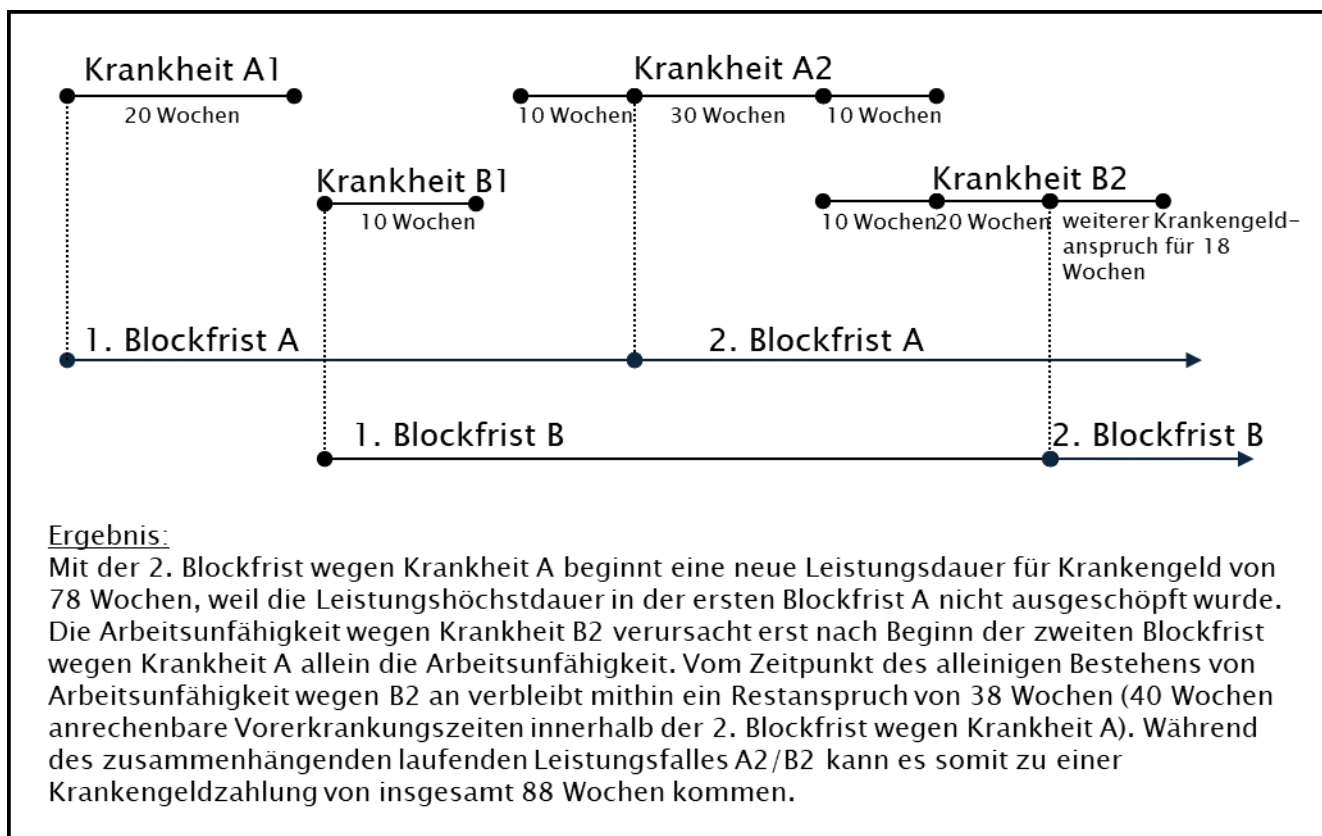 Krankheit A1
20 Wochen
Krankheit A2
10 Wochen
30 Wochen
10 Wochen
Krankheit B1
10 Wochen
Krankheit B2
10 Wochen
20 Wochen
weiterer Krankengeld-
anspruch für 18
Wochen
1. Blockfrist A
2. Blockfrist A
1. Blockfrist B
2. Blockfrist B
Ergebnis:
Mit der 2. Blockfrist wegen Krankheit A beginnt eine neue Leistungsdauer für Krankengeld von
78 Wochen, weil die Leistungshöchstdauer in der ersten Blockfrist A nicht ausgeschöpft wurde.
Die Arbeitsunfähigkeit wegen Krankheit B2 verursacht erst nach Beginn der zweiten Blockfrist
wegen Krankheit A allein die Arbeitsunfähigkeit. Vom Zeitpunkt des alleinigen Bestehens von
Arbeitsunfähigkeit wegen B2 an verbleibt mithin ein Restanspruch von 38 Wochen (40 Wochen
anrechenbare Vorerkrankungszeiten innerhalb der 2. Blockfrist wegen Krankheit A). Während
des zusammenhängenden laufenden Leistungsfalles A2/B2 kann es somit zu einer
Krankengeldzahlung von insgesamt 88 Wochen kommen.